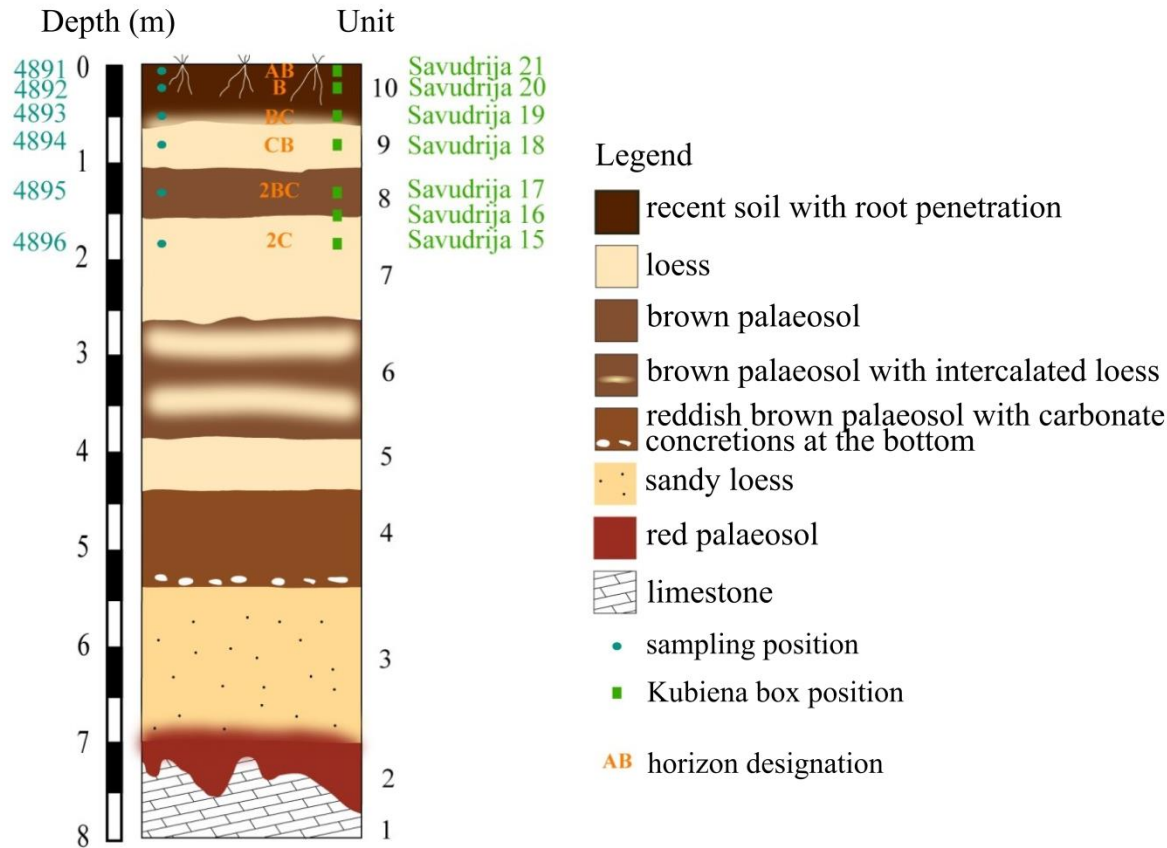 Depth (m)
Unit
0
1
2
3
4
5
6
7
8
4891
4892
4893
4894
4895
4896
AB
B
BC
CB
2BC
2C
10
9
8
7
6
5
4
3
2
1
Savudrija 21
Savudrija 20
Savudrija 19
Savudrija 18
Savudrija 17
Savudrija 16
Savudrija 15
Legend
recent soil with root penetration
loess
brown palaeosol
brown palaeosol with intercalated loess
reddish brown palaeosol with carbonate
concretions at the bottom
sandy loess
red palaeosol
limestone
sampling position
Kubiena box position
AB horizon designation